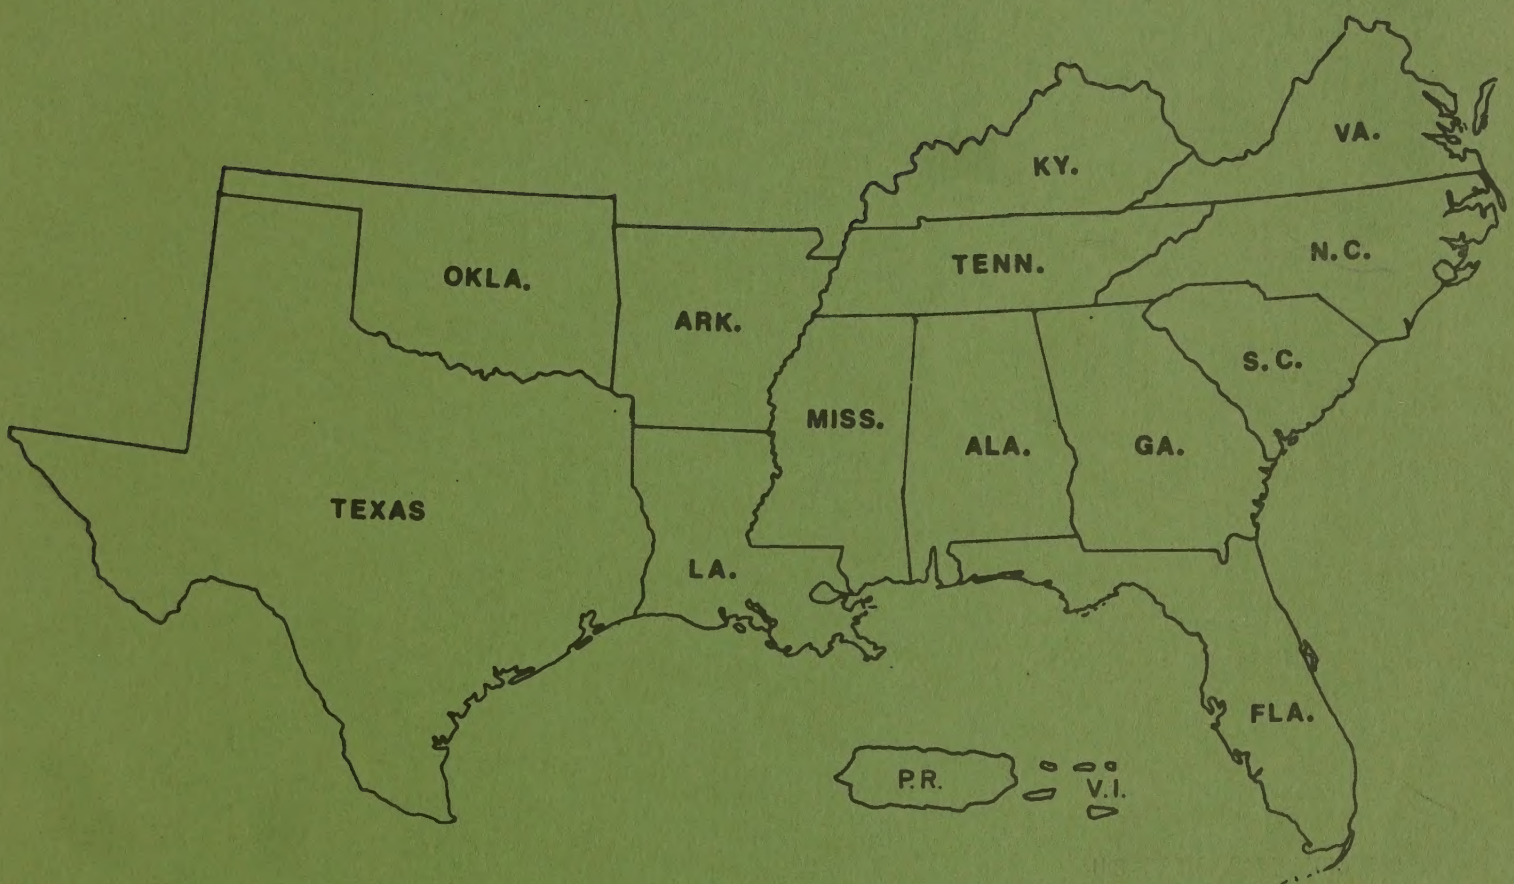 VA.
KY.
N.C.
TENN.
OKLA.
ARK.
S.C.
MISS.
ALA.
GA.
TEXAS
LA.
FLA.
P.R.
V.I.